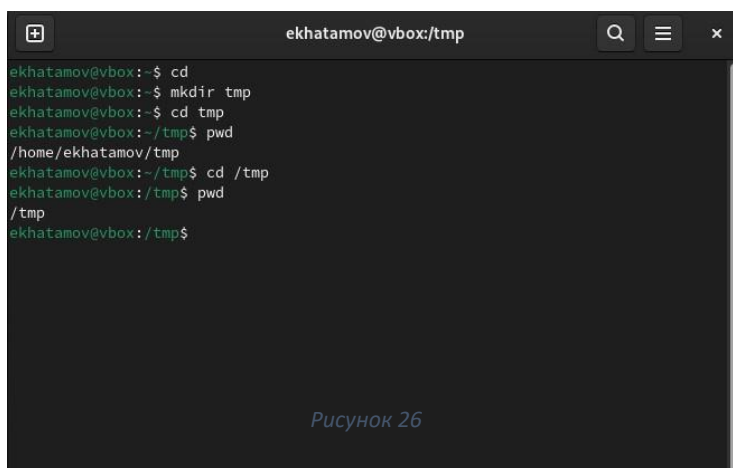 ekhatamov@vbox:/tmp
ekhatamov@vbox:~$ cd
ekhatamov@vbox:~$ mkdir tmp
ekhatamov@vbox:~$ cd tmp
ekhatamov@vbox:~/tmp$ pwd
/home/ekhatamov/tmp
ekhatamov@vbox:~/tmp$ cd /tmp
ekhatamov@vbox:/tmp$ pwd
/tmp
ekhatamov@vbox:/tmp$
Рисунок 26